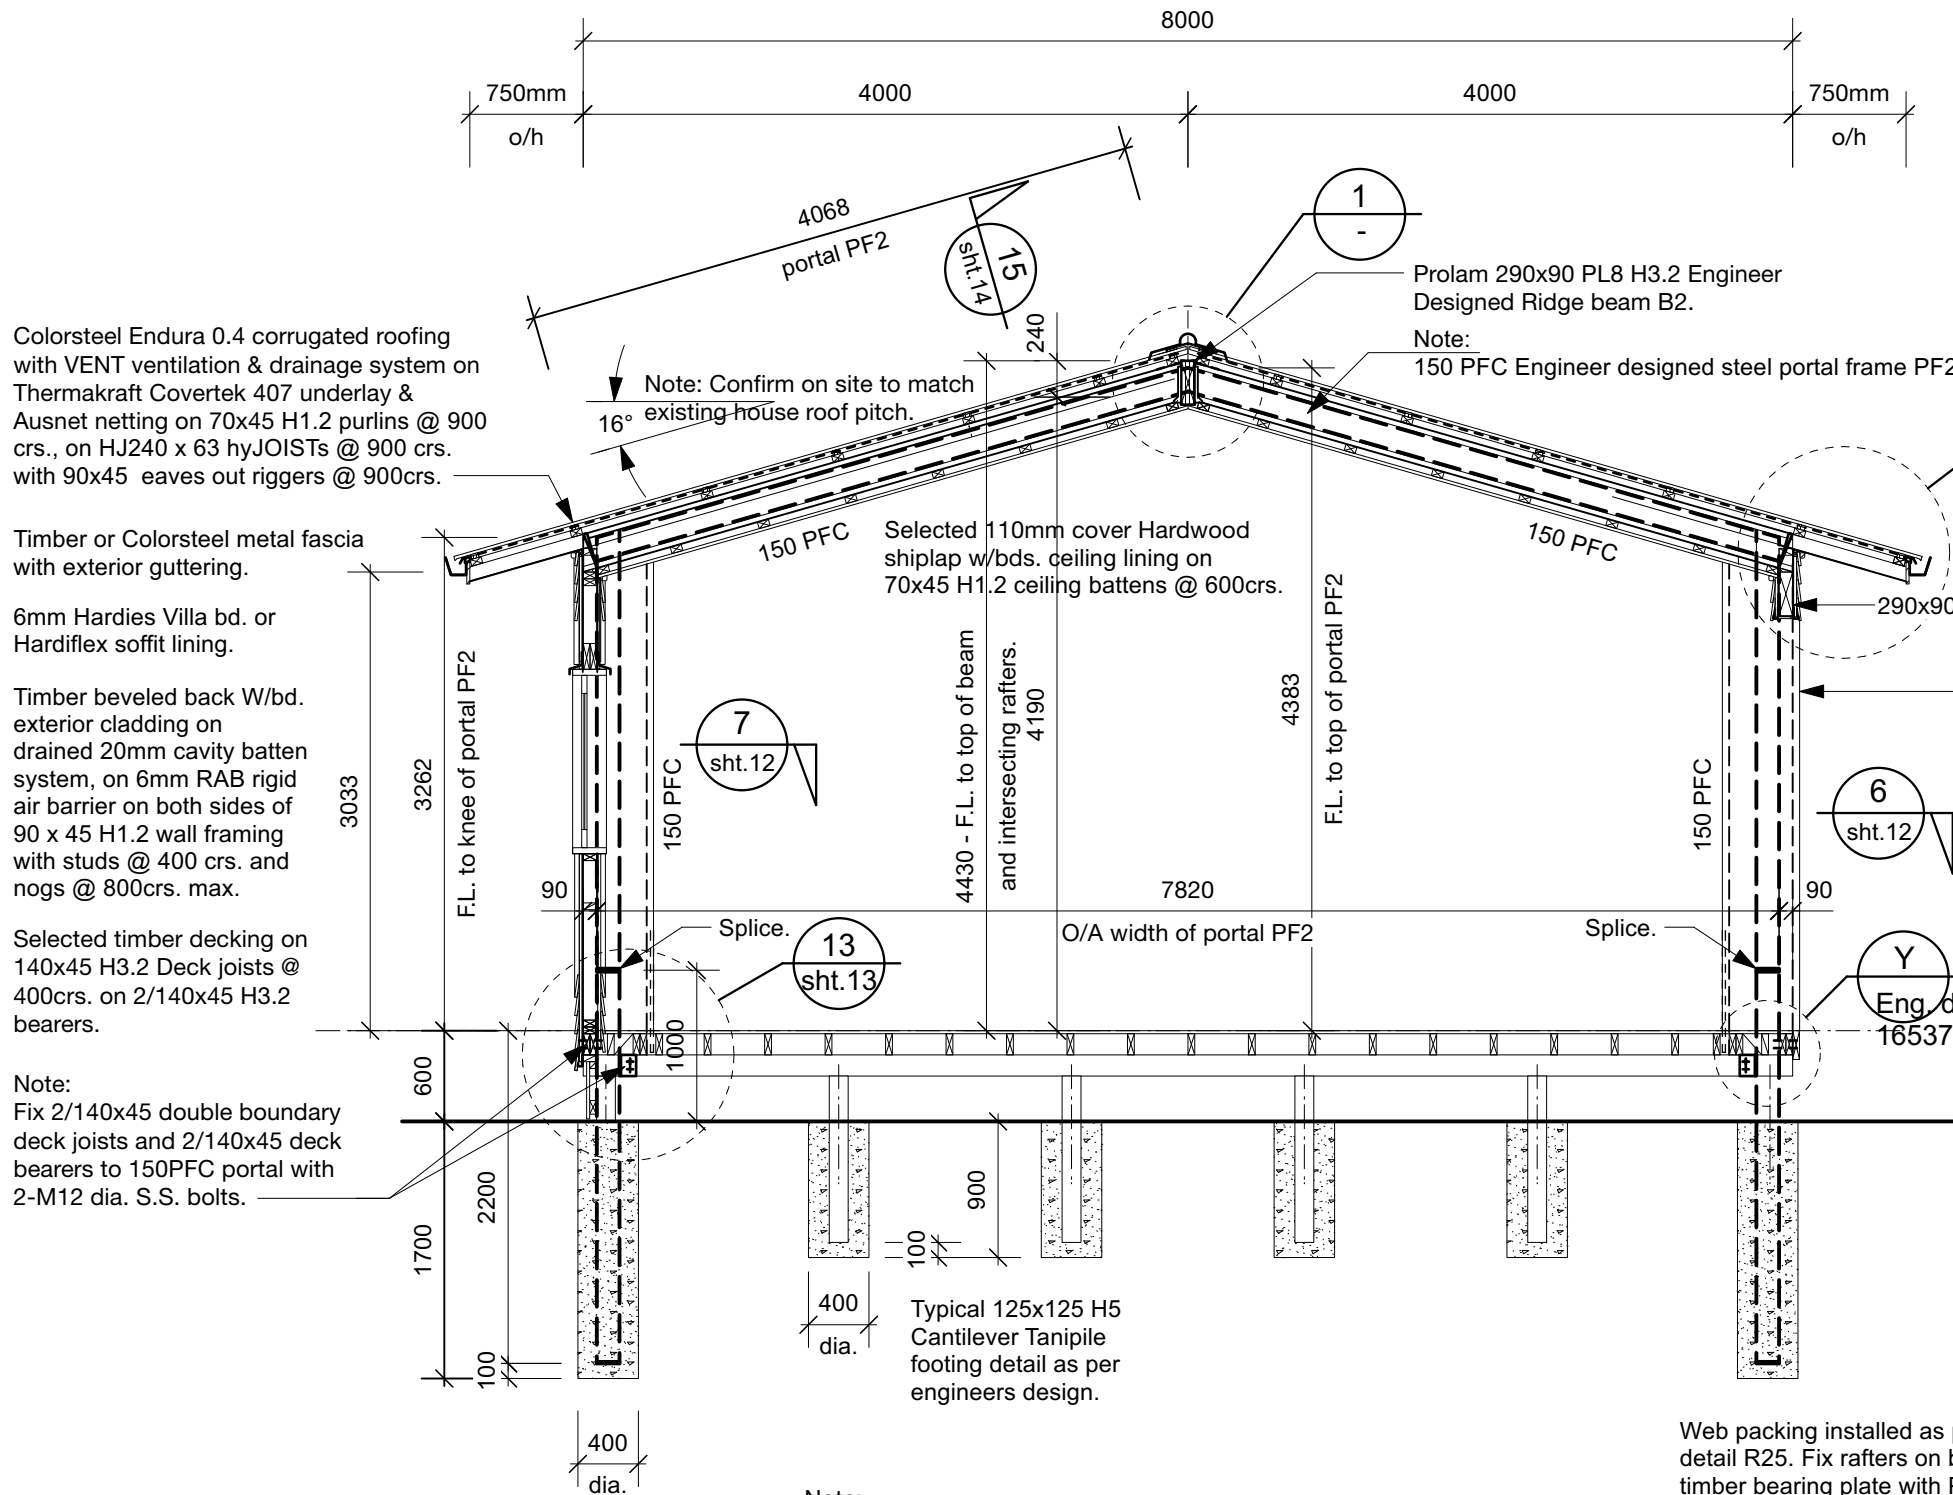 8000
750mm
o/h
4000
4000
750mm
o/h
4068
portal PF2
15
sht.14
1
-
Prolam 290x90 PL8 H3.2 Engineer
Designed Ridge beam B2.
Note:
150 PFC Engineer designed steel portal frame PF2
240
Colorsteel Endura 0.4 corrugated roofing
with VENT ventilation & drainage system on
Thermakraft Covertek 407 underlay &
Ausnet netting on 70x45 H1.2 purlins @ 900
crs., on HJ240 x 63 hyJOISTs @ 900 crs.
with 90x45 eaves out riggers @ 900crs.
Note: Confirm on site to match
existing house roof pitch.
16°
Timber or Colorsteel metal fascia
with exterior guttering.
150 PFC
Selected 110mm cover Hardwood
shiplap w/bds. ceiling lining on
70x45 H1.2 ceiling battens @ 600crs.
150 PFC
290x90
6mm Hardies Villa bd. or
Hardiflex soffit lining.
Timber beveled back W/bd.
exterior cladding on
drained 20mm cavity batten
system, on 6mm RAB rigid
air barrier on both sides of
90 x 45 H1.2 wall framing
with studs @ 400 crs. and
nogs @ 800crs. max.
3033
3262
F.L. to knee of portal PF2
150 PFC
7
sht.12
4430 - F.L. to top of beam
and intersecting rafters.
4190
4383
F.L. to top of portal PF2
150 PFC
6
sht.12
90
7820
90
O/A width of portal PF2
Splice.
Splice.
13
sht.13
Y
Eng. d
16537
Selected timber decking on
140x45 H3.2 Deck joists @
400crs. on 2/140x45 H3.2
bearers.
1000
600
Note:
Fix 2/140x45 double boundary
deck joists and 2/140x45 deck
bearers to 150PFC portal with
2-M12 dia. S.S. bolts.
2200
1700
100
900
100
400
dia.
Typical 125x125 H5
Cantilever Tanipile
footing detail as per
engineers design.
400
dia.
Note:
Web packing installed as p
detail R25. Fix rafters on b
timber bearing plate with P